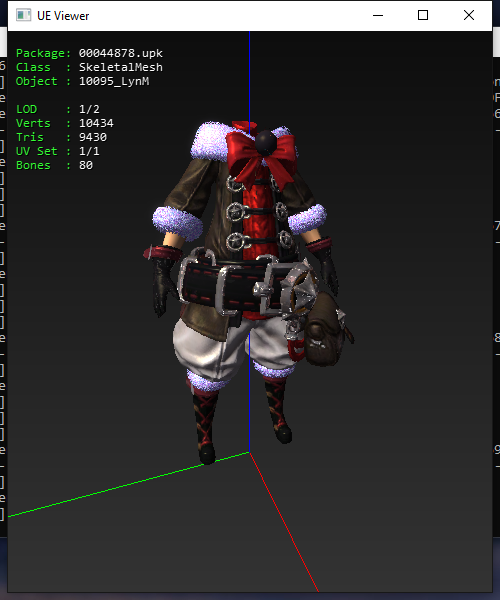 UE Viewer
Package: 00044878.upk
Class : SkeletalMesh
Object : 10095_LynM
LOD : 1/2
Verts : 10434
Tris : 9430
UV Set : 1/1
Bones : 80